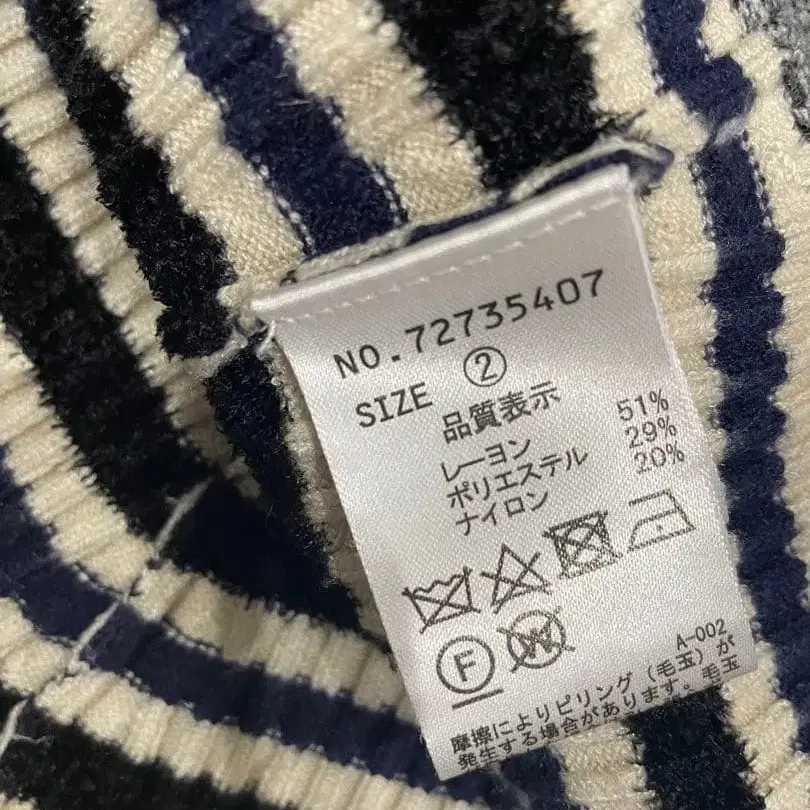 NO.72735407
SIZE ②
品質表示
レーヨン 51%
ポリエステル 29%
ナイロン 20%
F W
A-002
摩擦によりピリング(毛玉)が
発生する場合があります。毛玉